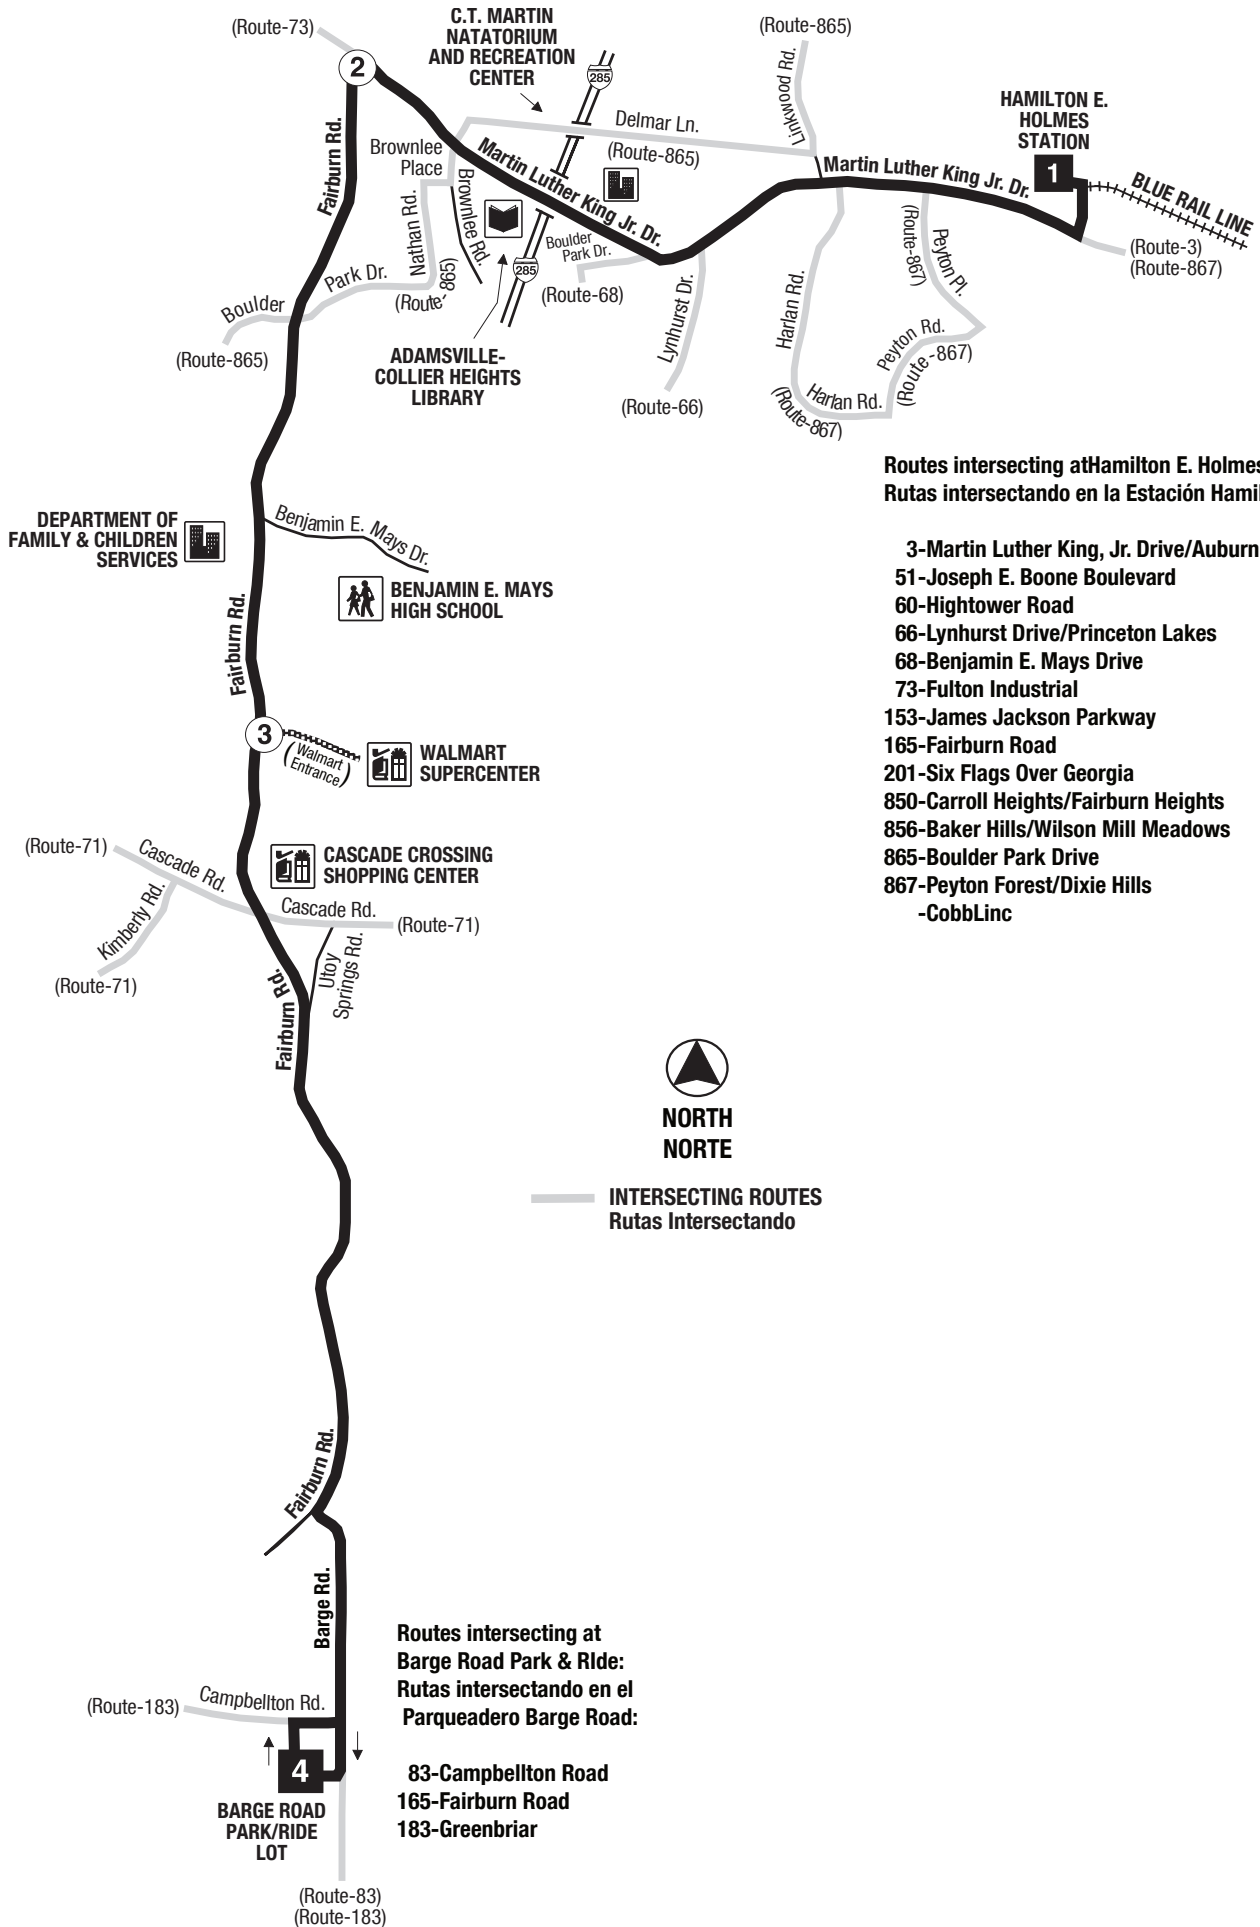 (Route-73)
C.T. MARTIN
NATATORIUM
AND RECREATION
CENTER
285
(Route-865)
2
Linkwood Rd.
HAMILTON E.
HOLMES
STATION
1
Delmar Ln.
(Route-865)
Fairburn Rd.
Brownlee
Place
Martin Luther King Jr. Dr.
Martin Luther King Jr. Dr.
BLUE RAIL LINE
(Route-3)
(Route-867)
Nathan Rd.
Brownlee Rd.
Boulder
Park Dr.
285
(Route-68)
Peyton Pl.
(Route-867)
Boulder
Park Dr.
(Route-865)
(Route-865)
Lynhurst Dr.
Harlan Rd.
Peyton Rd.
(Route-867)
ADAMSVILLE-
COLLIER HEIGHTS
LIBRARY
(Route-66)
Harlan Rd.
(Route-867)
Routes intersecting atHamilton E. Holmes
Rutas intersectando en la Estación Hamil
3-Martin Luther King, Jr. Drive/Auburn
51-Joseph E. Boone Boulevard
60-Hightower Road
66-Lynhurst Drive/Princeton Lakes
68-Benjamin E. Mays Drive
73-Fulton Industrial
153-James Jackson Parkway
165-Fairburn Road
201-Six Flags Over Georgia
850-Carroll Heights/Fairburn Heights
856-Baker Hills/Wilson Mill Meadows
865-Boulder Park Drive
867-Peyton Forest/Dixie Hills
-CobbLinc
DEPARTMENT OF
FAMILY & CHILDREN
SERVICES
Benjamin E. Mays Dr.
BENJAMIN E. MAYS
HIGH SCHOOL
Fairburn Rd.
3
(Walmart
Entrance)
WALMART
SUPERCENTER
(Route-71)
Cascade Rd.
CASCADE CROSSING
SHOPPING CENTER
Kimberly Rd.
Cascade Rd.
(Route-71)
(Route-71)
Utoy
Springs Rd.
Fairburn Rd.
NORTH
NORTE
INTERSECTING ROUTES
Rutas Intersectando
Fairburn Rd.
Barge Rd.
Routes intersecting at
Barge Road Park & RIde:
Rutas intersectando en el
Parqueadero Barge Road:
83-Campbellton Road
165-Fairburn Road
183-Greenbriar
(Route-183)
Campbellton Rd.
4
BARGE ROAD
PARK/RIDE
LOT
(Route-83)
(Route-183)